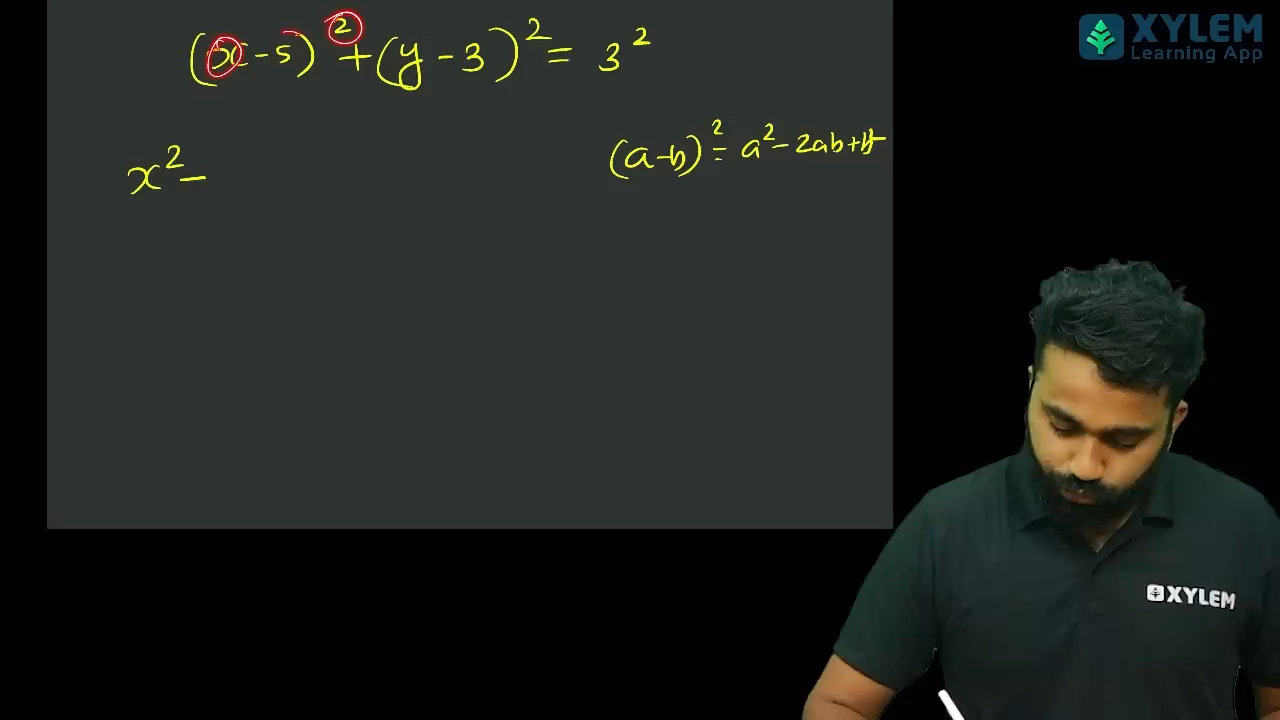 (x-5)² + (y-3)² = 3²
(a-b)² = a² - 2ab + b²
x² -
XYLEM
Learning App
XYLEM